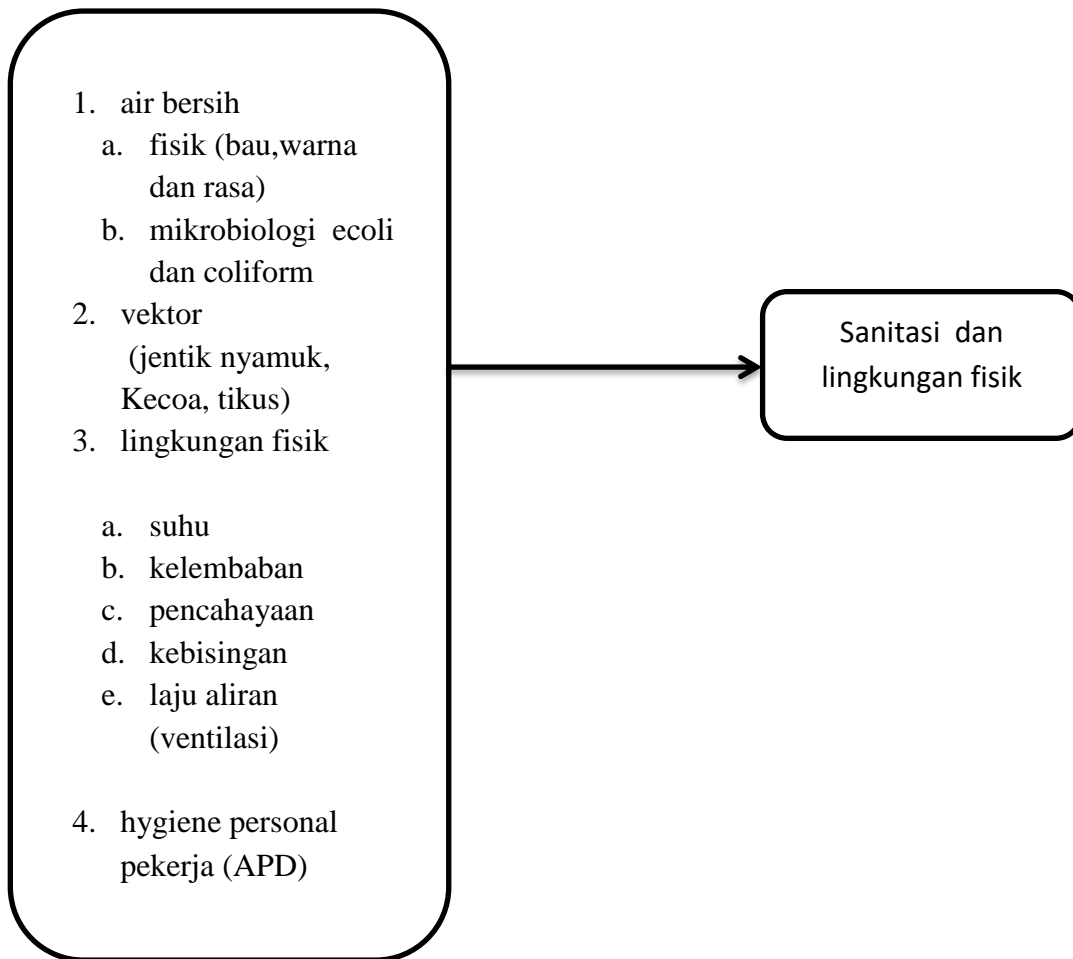 1. air bersih
a. fisik (bau,warna
dan rasa)
b. mikrobiologi ecoli
dan coliform
2. vektor
(jentik nyamuk,
Kecoa, tikus)
3. lingkungan fisik
a. suhu
b. kelembaban
c. pencahayaan
d. kebisingan
e. laju aliran
(ventilasi)
4. hygiene personal
pekerja (APD)
Sanitasi dan
lingkungan fisik